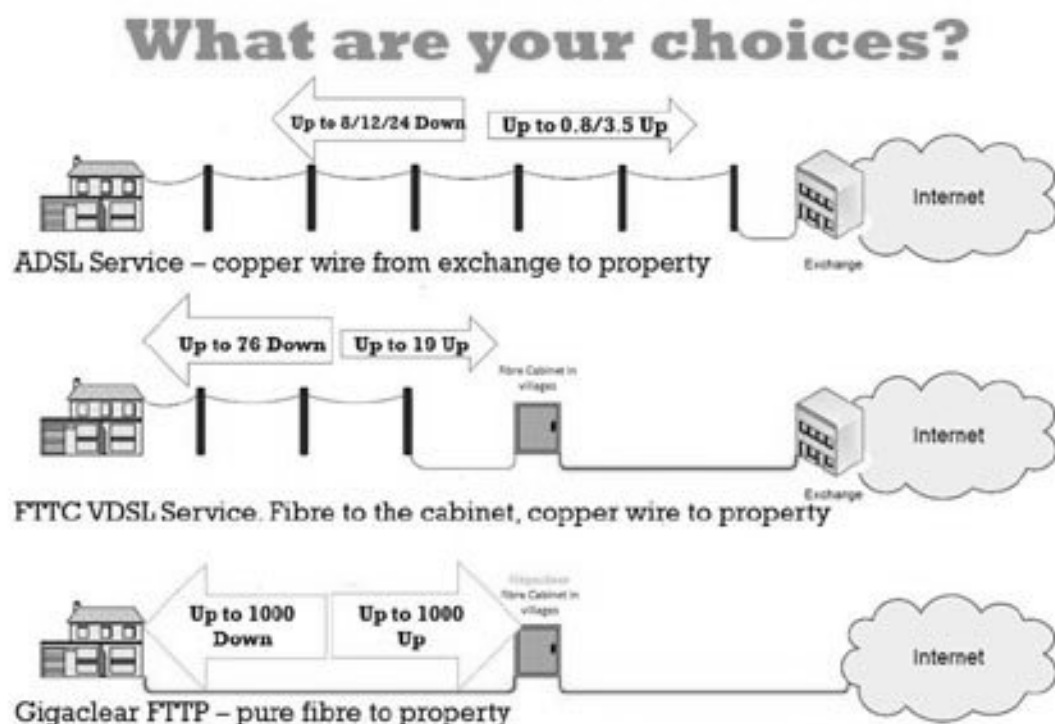 What are your choices?
Up to 8/12/24 Down
Up to 0.8/3.5 Up
Internet
Exchange
ADSL Service – copper wire from exchange to property
Up to 76 Down
Up to 19 Up
Fibre Cabinet in
villages
Internet
Exchange
FTTC VDSL Service. Fibre to the cabinet, copper wire to property
Up to 1000
Down
Up to 1000
Up
Gigaclear
Fibre Cabinet in
villages
Internet
Gigaclear FTTP – pure fibre to property